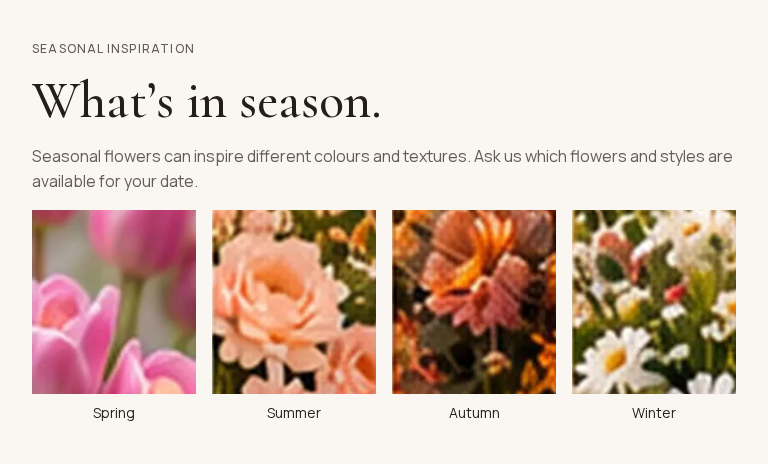 SEASONAL INSPIRATION
What’s in season.
Seasonal flowers can inspire different colours and textures. Ask us which flowers and styles are
available for your date.
Spring
Summer
Autumn
Winter